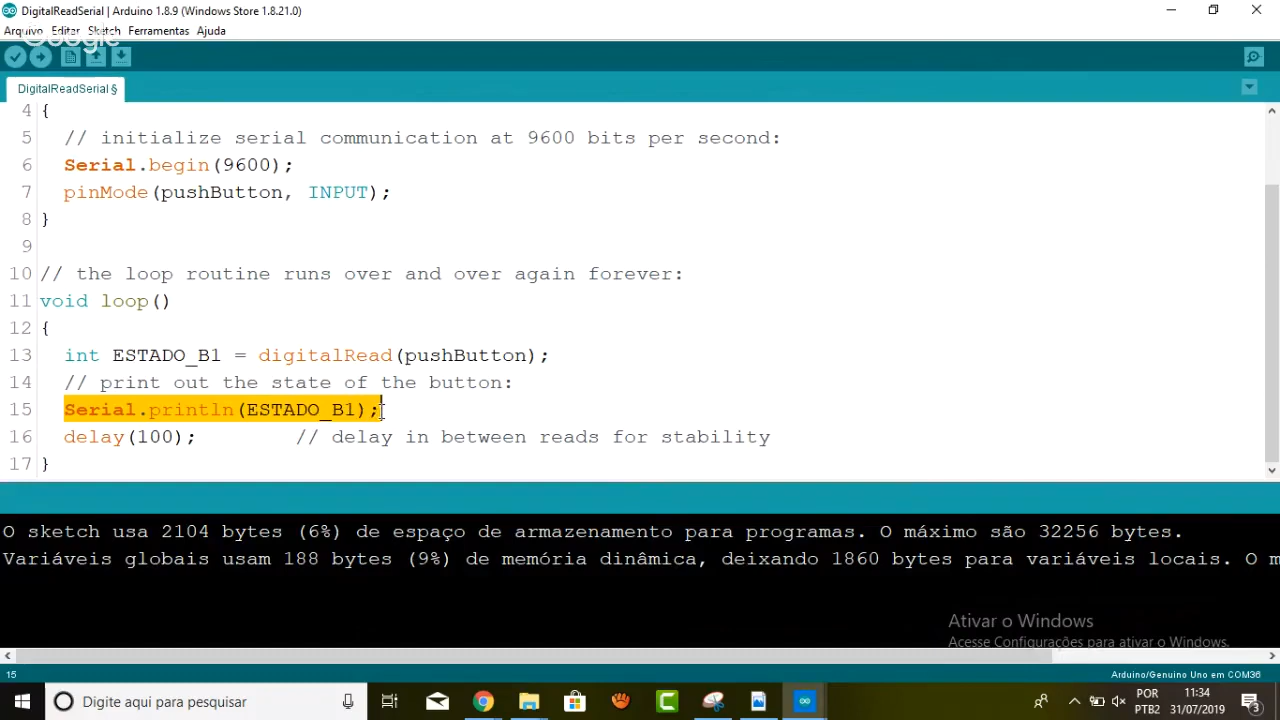 DigitalReadSerial | Arduino 1.8.9 (Windows Store 1.8.21.0)
Arquivo Editar Sketch Ferramentas Ajuda
Google
DigitalReadSerial §
4 {
5 // initialize serial communication at 9600 bits per second:
6 Serial.begin(9600);
7 pinMode(pushButton, INPUT);
8 }
9
10 // the loop routine runs over and over again forever:
11 void loop()
12 {
13 int ESTADO_B1 = digitalRead(pushButton);
14 // print out the state of the button:
15 Serial.println(ESTADO_B1);
16 delay(100); // delay in between reads for stability
17 }
O sketch usa 2104 bytes (6%) de espaço de armazenamento para programas. O máximo são 32256 bytes.
Variáveis globais usam 188 bytes (9%) de memória dinâmica, deixando 1860 bytes para variáveis locais. O m
Ativar o Windows
Acesse Configurações para ativar o Windows.
15 Arduino/Genuino Uno em COM36
Digite aqui para pesquisar
POR 11:34
PTB2 31/07/2019
3